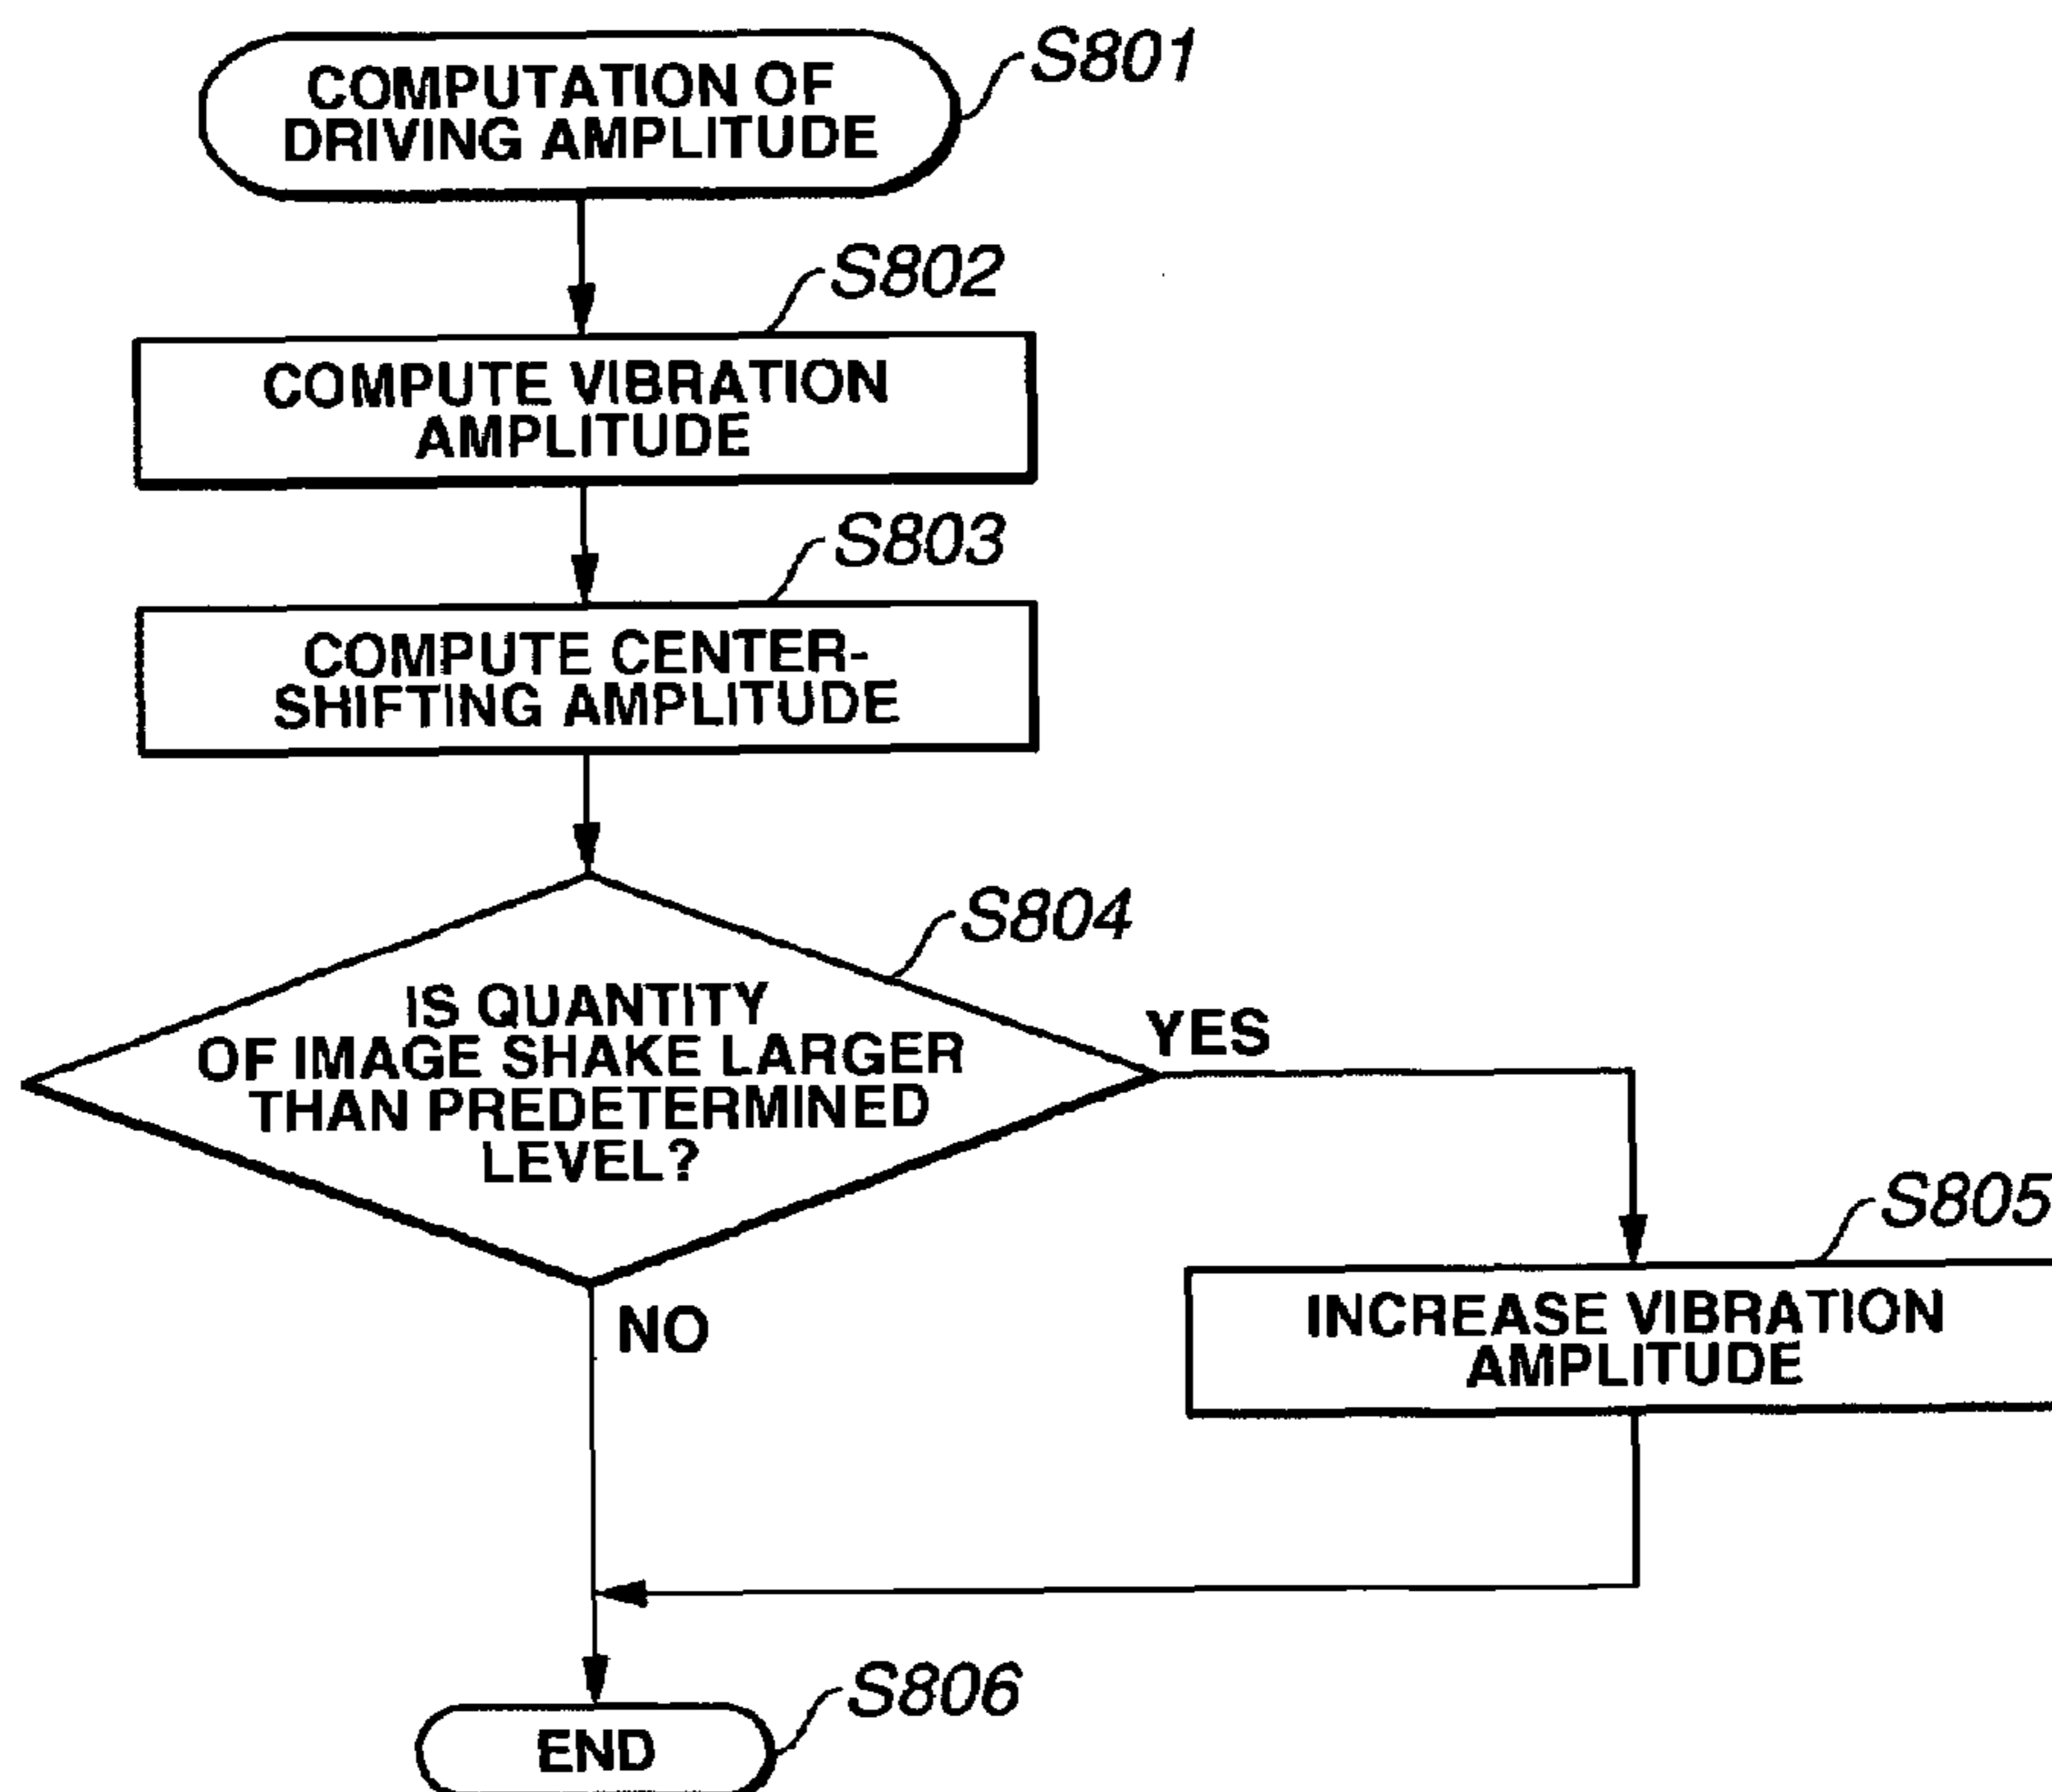 S801
COMPUTATION OF
DRIVING AMPLITUDE
S802
COMPUTE VIBRATION
AMPLITUDE
S803
COMPUTE CENTER-
SHIFTING AMPLITUDE
S804
IS QUANTITY
OF IMAGE SHAKE LARGER
THAN PREDETERMINED
LEVEL?
YES
S805
INCREASE VIBRATION
AMPLITUDE
NO
S806
END